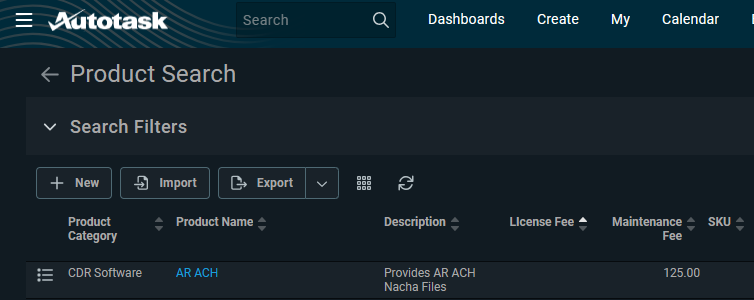 Autotask Search Dashboards Create My Calendar
Product Search
Search Filters
New Import Export
Product Category Product Name Description LIcense Fee Maintenance Fee SKU
CDR Software AR ACH Provides AR ACH Nacha Files 125.00